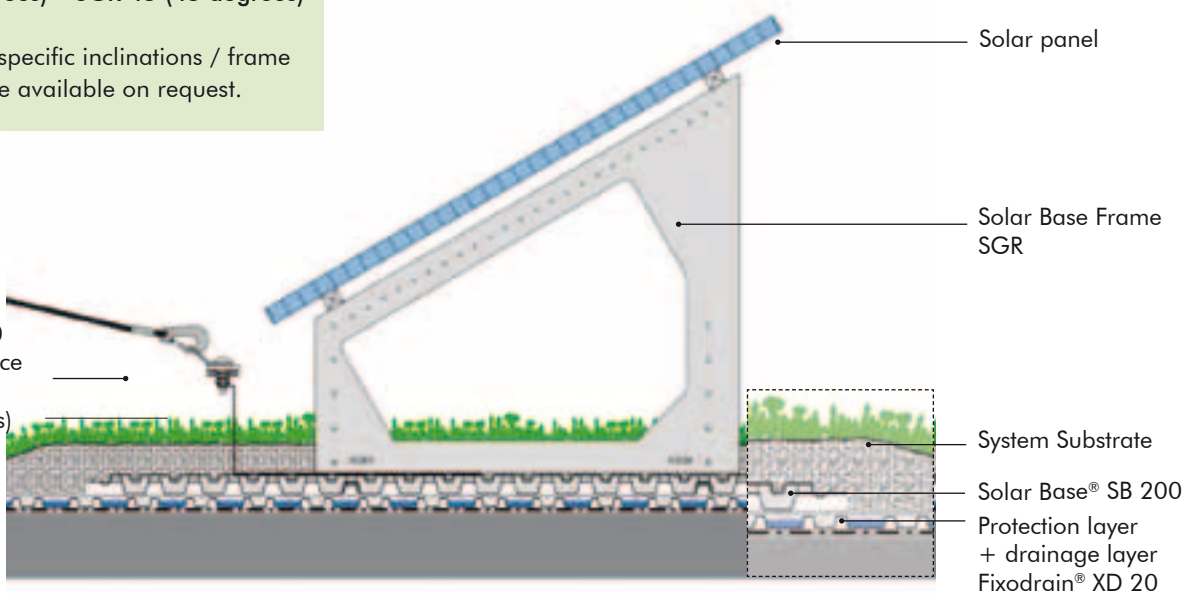 specific inclinations / frame
available on request.
Solar panel
Solar Base Frame
SGR
System Substrate
Solar Base® SB 200
Protection layer
+ drainage layer
Fixodrain® XD 20